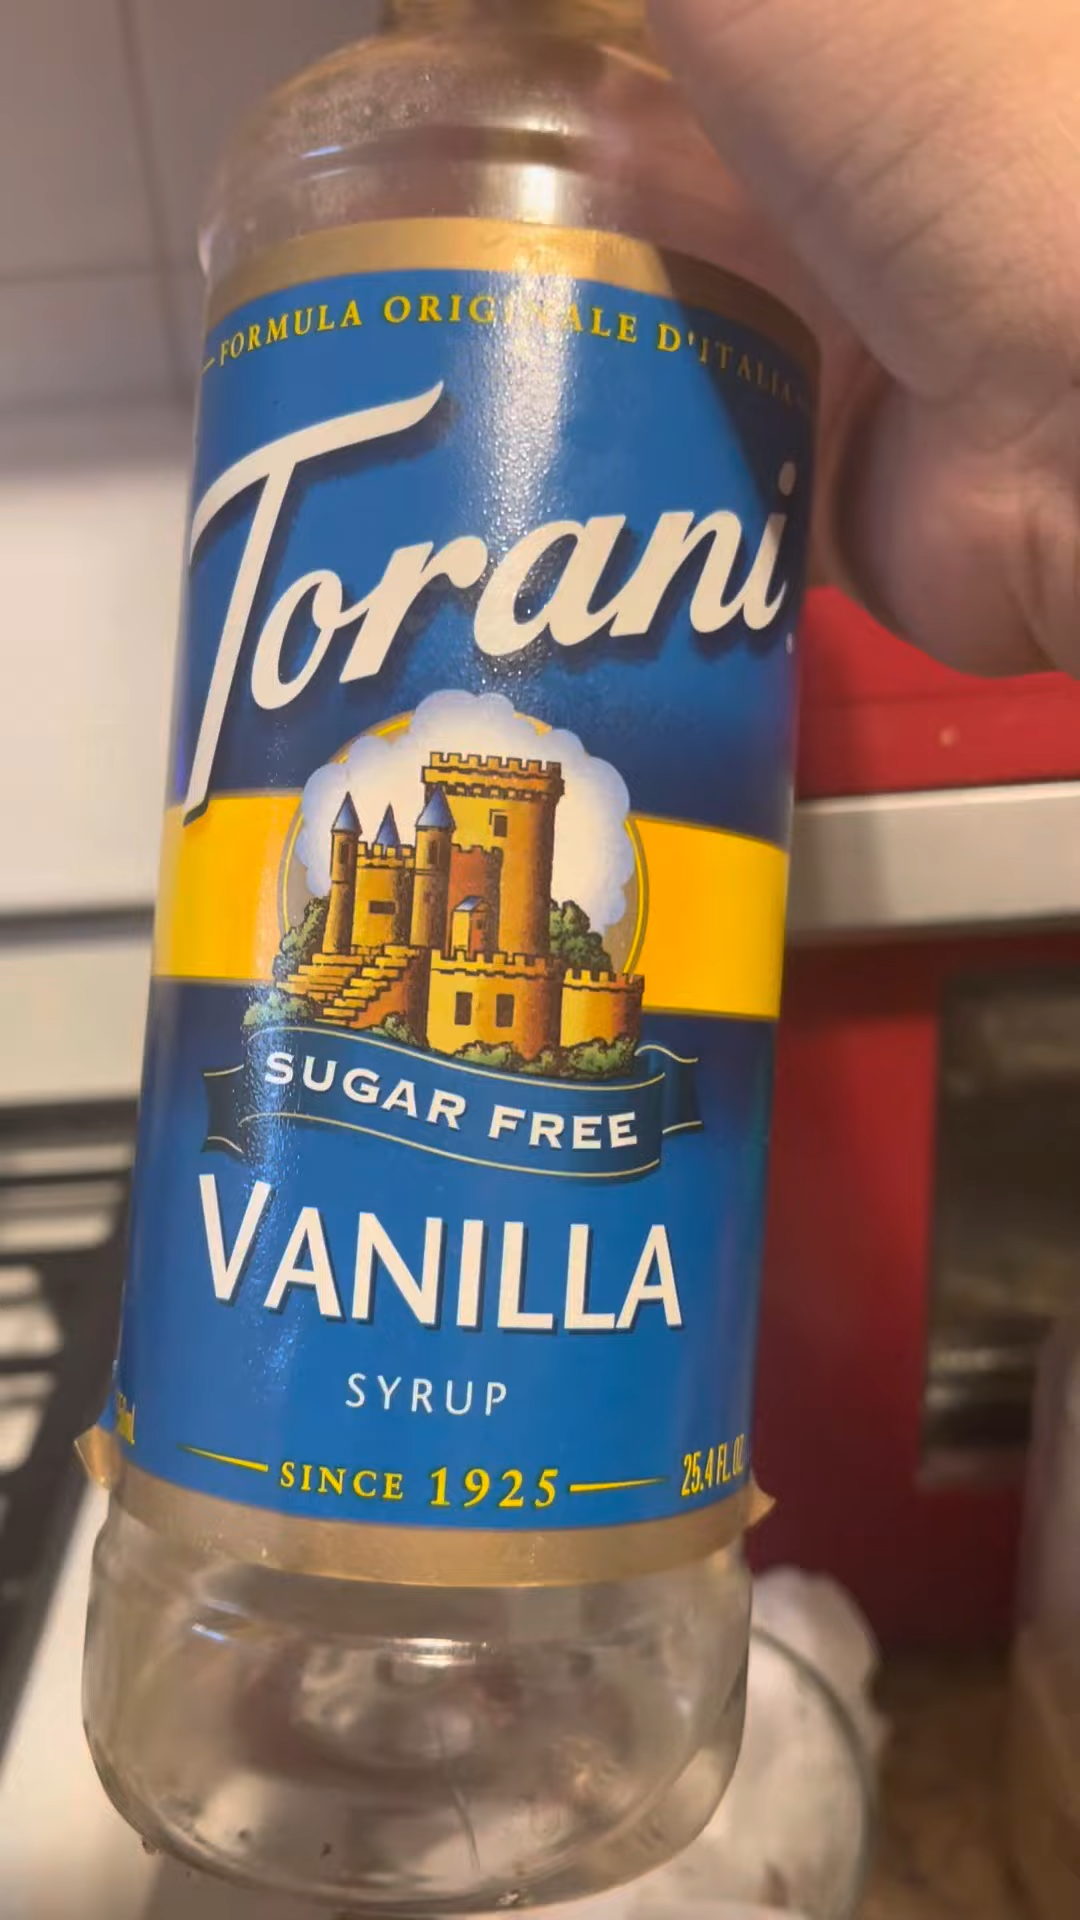 FORMULA ORIGINALE D'ITALIA
Torani
SUGAR FREE
VANILLA
SYRUP
SINCE 1925
25.4 FL. OZ